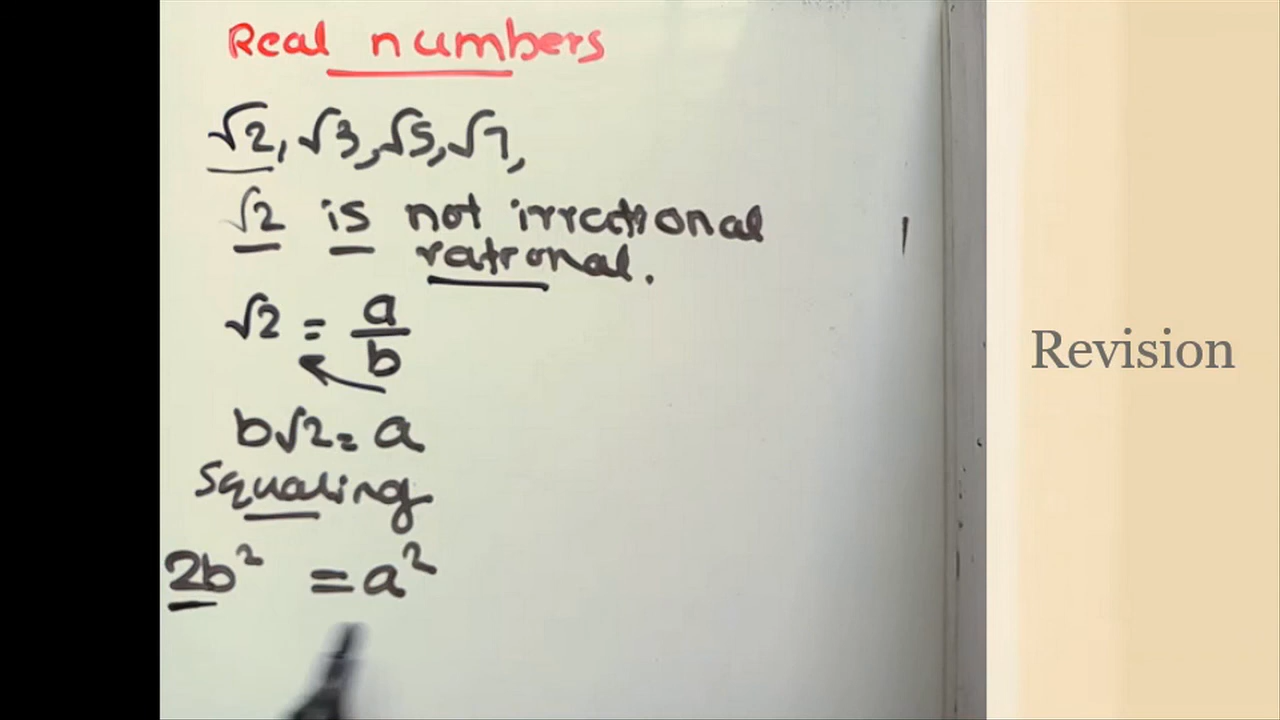 Real numbers
√2, √3, √5, √7,
√2 is not irrational
rational.
√2 = a/b
b√2 = a
Squaring
2b² = a²
Revision